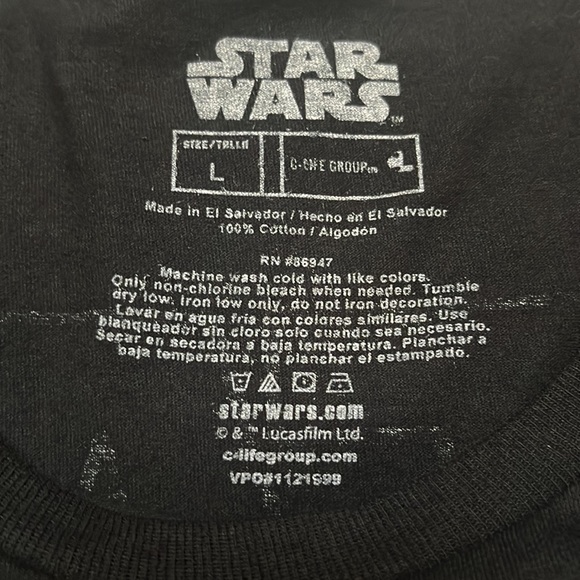 STAR
WARS™
SIZE/TALLA
L
C-LIFE GROUP
Made in El Salvador / Hecho en El Salvador
100% Cotton / Algodón
RN #86947
Machine wash cold with like colors.
Only non-chlorine bleach when needed. Tumble
dry low. Iron low only, do not iron decoration.
Lavar en agua fria con colores similares. Use
blanqueador sin cloro solo cuando sea necesario.
Secar en secadora a baja temperatura. Planchar a
baja temperatura, no planchar el estampado.
starwars.com
© & ™ Lucasfilm Ltd.
c4lifegroup.com
VPO#1121999